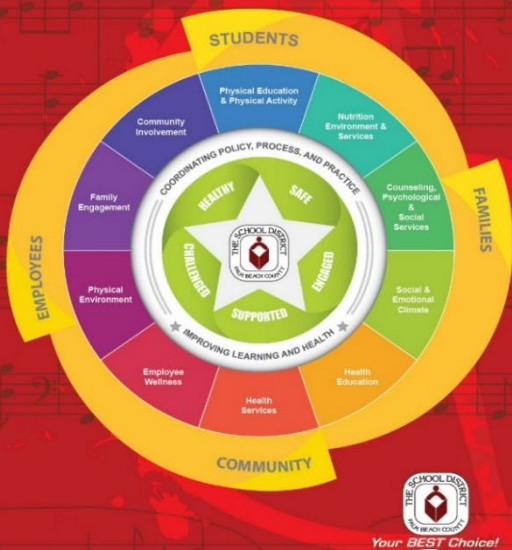 STUDENTS
FAMILIES
COMMUNITY
EMPLOYEES
Physical Education
& Physical Activity
Nutrition
Environment &
Services
Counseling,
Psychological
&
Social
Services
Social &
Emotional
Climate
Health
Education
Health
Services
Employee
Wellness
Physical
Environment
Family
Engagement
Community
Involvement
COORDINATING POLICY, PROCESS, AND PRACTICE
IMPROVING LEARNING AND HEALTH
HEALTHY
SAFE
ENGAGED
SUPPORTED
CHALLENGED
THE SCHOOL DISTRICT
PALM BEACH COUNTY
THE SCHOOL DISTRICT
PALM BEACH COUNTY
Your BEST Choice!